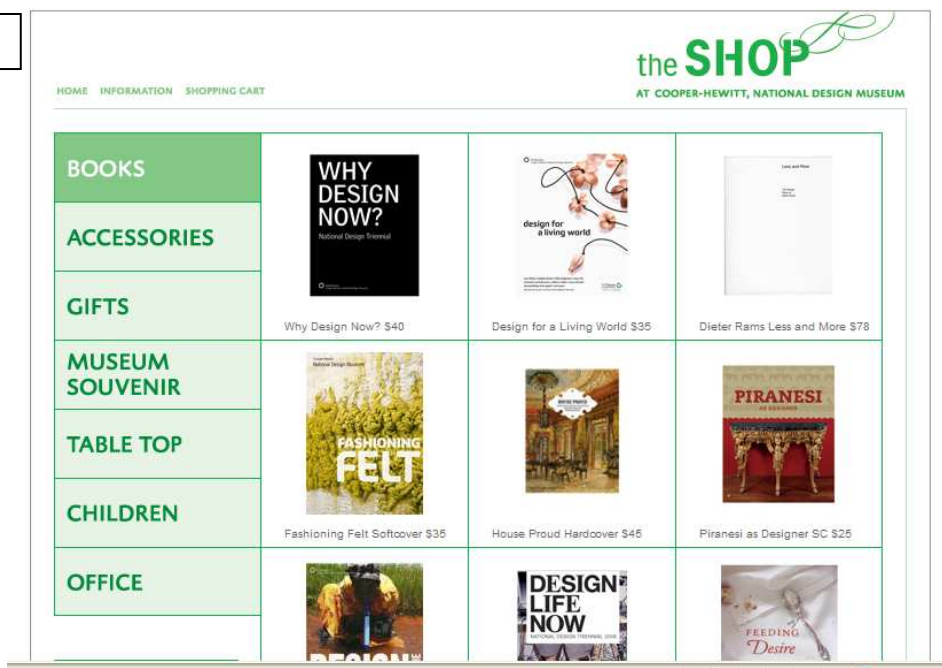 the SHOP
AT COOPER-HEWITT, NATIONAL DESIGN MUSEUM
HOME INFORMATION SHOPPING CART
BOOKS
ACCESSORIES
GIFTS
MUSEUM
SOUVENIR
TABLE TOP
CHILDREN
OFFICE
WHY
DESIGN
NOW?
National Design Triennial
Why Design Now? $40
design for
a living world
Design for a Living World $35
Less and More
Dieter Rams Less and More $78
National Design Museum
FASHIONING
FELT
Fashioning Felt Softcover $35
HOUSE PROUD
House Proud Hardcover $45
PIRANESI
AS DESIGNER
Piranesi as Designer SC $25
DESIGN
DESIGN
LIFE
NOW
NATIONAL DESIGN TRIENNIAL 2006
FEEDING
Desire